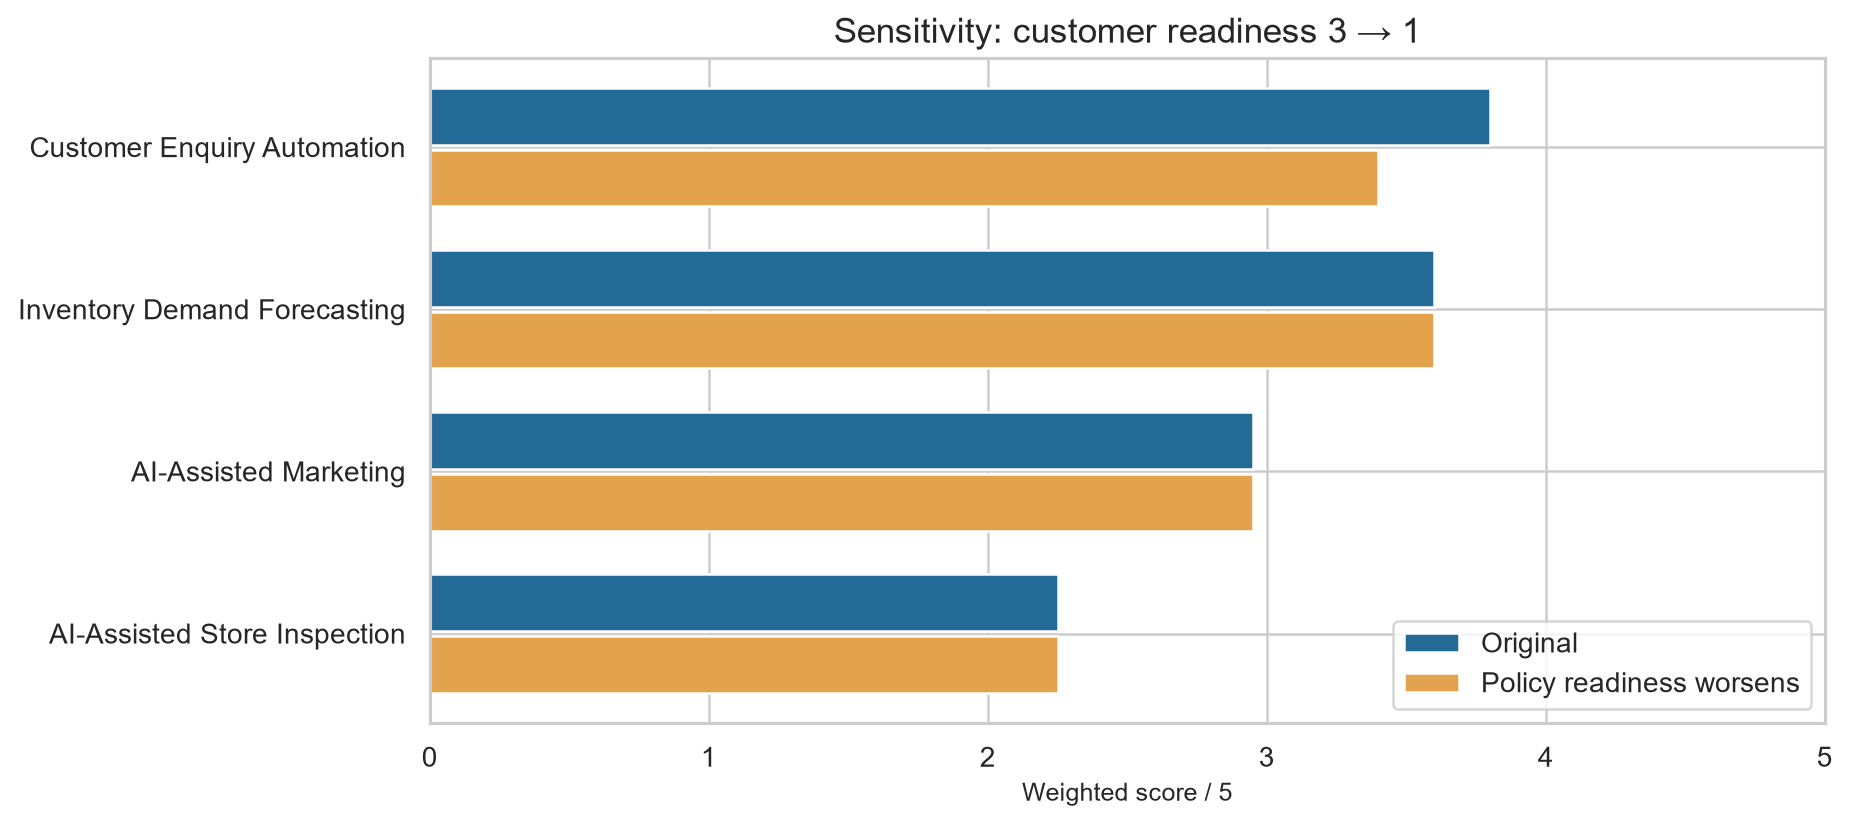 Sensitivity: customer readiness 3 → 1
Customer Enquiry Automation
Inventory Demand Forecasting
AI-Assisted Marketing
AI-Assisted Store Inspection
Original
Policy readiness worsens
0 1 2 3 4 5
Weighted score / 5